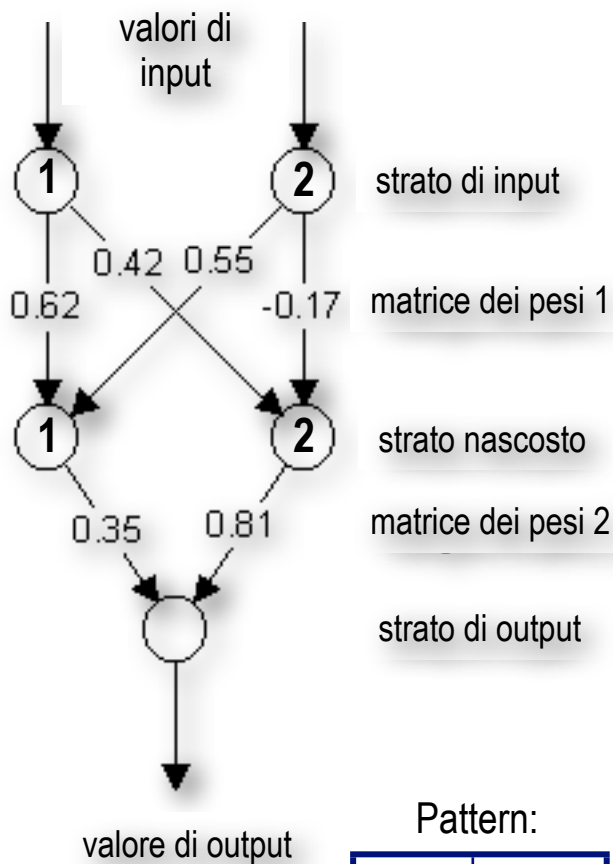 valori di
input
1 2 strato di input
0.42 0.55
0.62 -0.17 matrice dei pesi 1
1 2 strato nascosto
0.35 0.81 matrice dei pesi 2
strato di output
Pattern:
valore di output